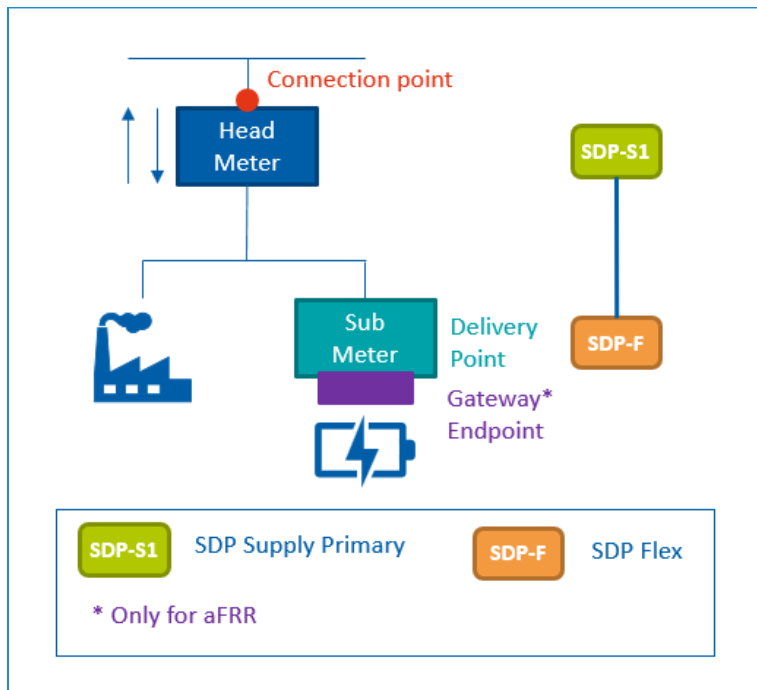 Connection point
Head
Meter
SDP-S1
Sub
Meter
Delivery
Point
SDP-F
Gateway*
Endpoint
SDP-S1
SDP Supply Primary
SDP-F
SDP Flex
* Only for aFRR